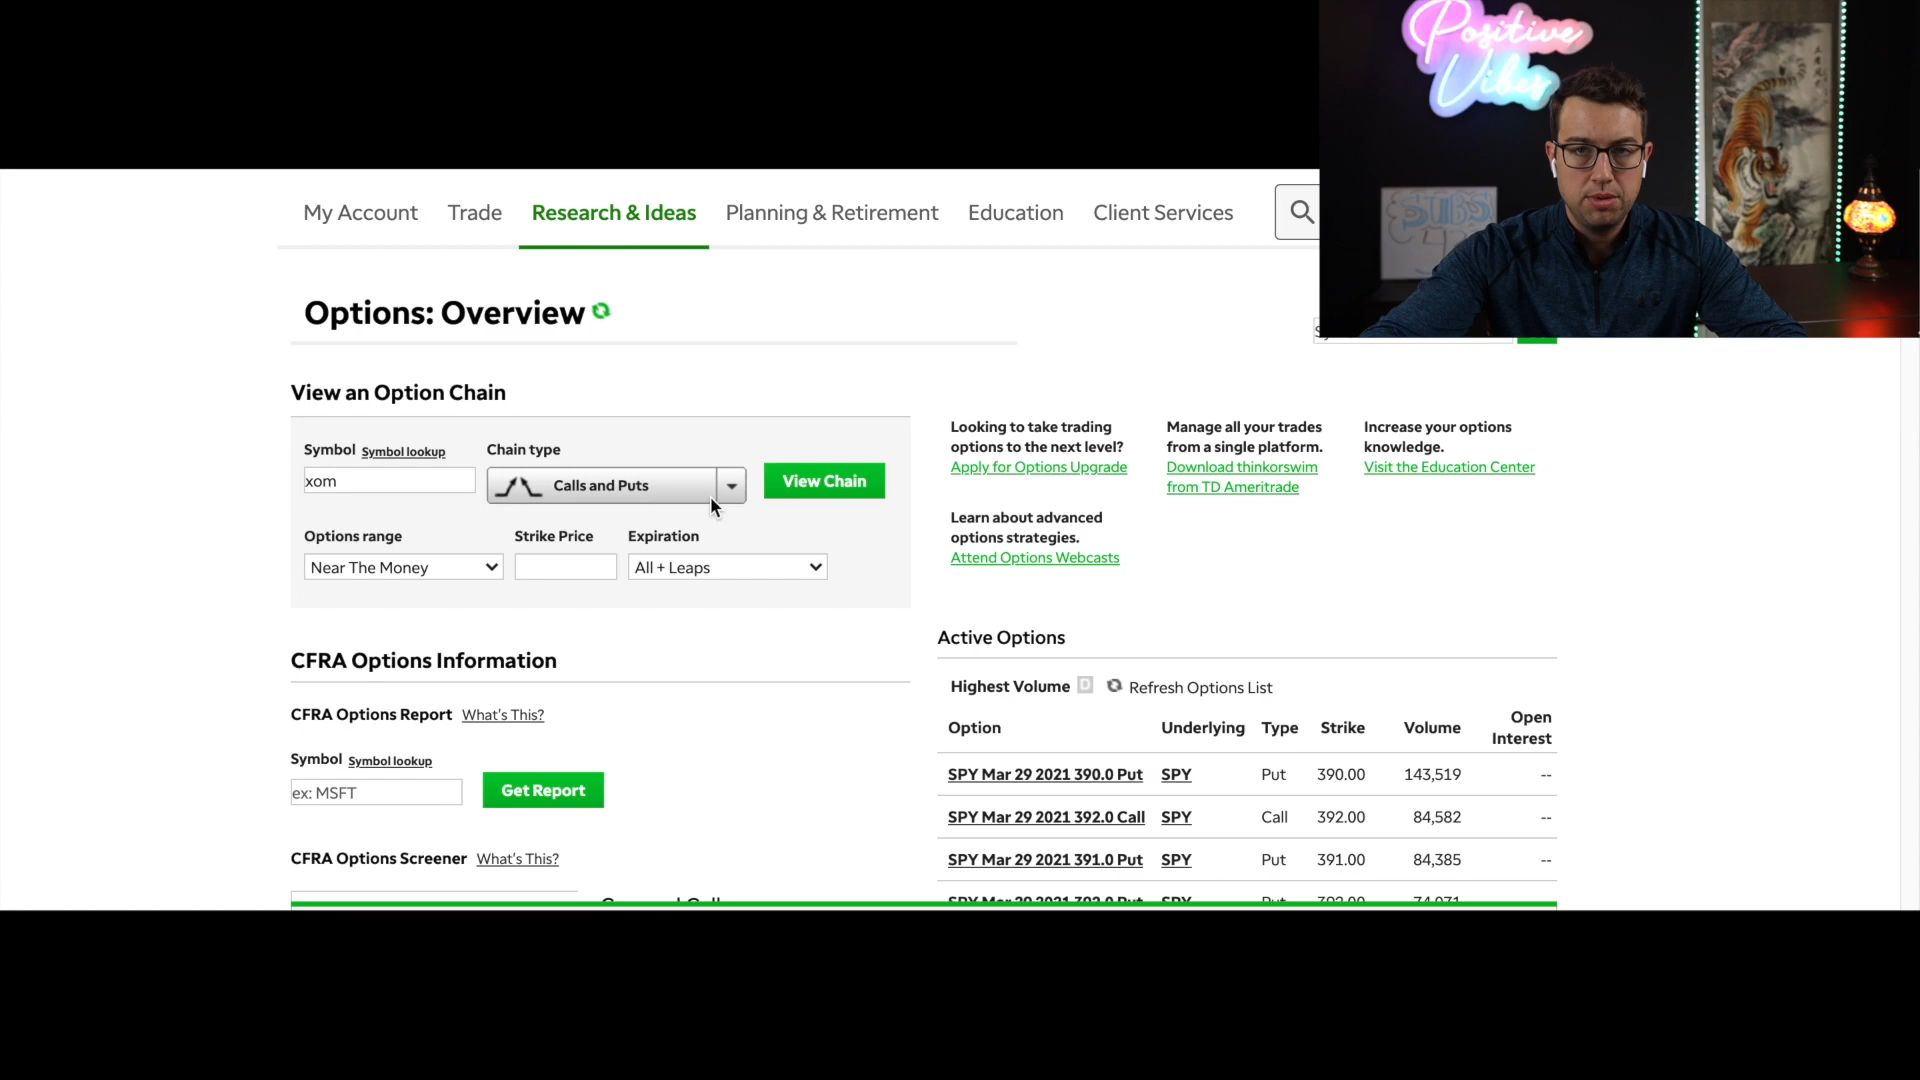 Positive
Vibes
My Account Trade Research & Ideas Planning & Retirement Education Client Services
Options: Overview
View an Option Chain
Symbol Symbol lookup Chain type
xom Calls and Puts View Chain
Options range Strike Price Expiration
Near The Money All + Leaps
Looking to take trading
options to the next level?
Apply for Options Upgrade
Manage all your trades
from a single platform.
Download thinkorswim
from TD Ameritrade
Increase your options
knowledge.
Visit the Education Center
Learn about advanced
options strategies.
Attend Options Webcasts
CFRA Options Information
CFRA Options Report What's This?
Symbol Symbol lookup
ex: MSFT Get Report
CFRA Options Screener What's This?
Active Options
Highest Volume D Refresh Options List
Option Underlying Type Strike Volume Open Interest
SPY Mar 29 2021 390.0 Put SPY Put 390.00 143,519 --
SPY Mar 29 2021 392.0 Call SPY Call 392.00 84,582 --
SPY Mar 29 2021 391.0 Put SPY Put 391.00 84,385 --